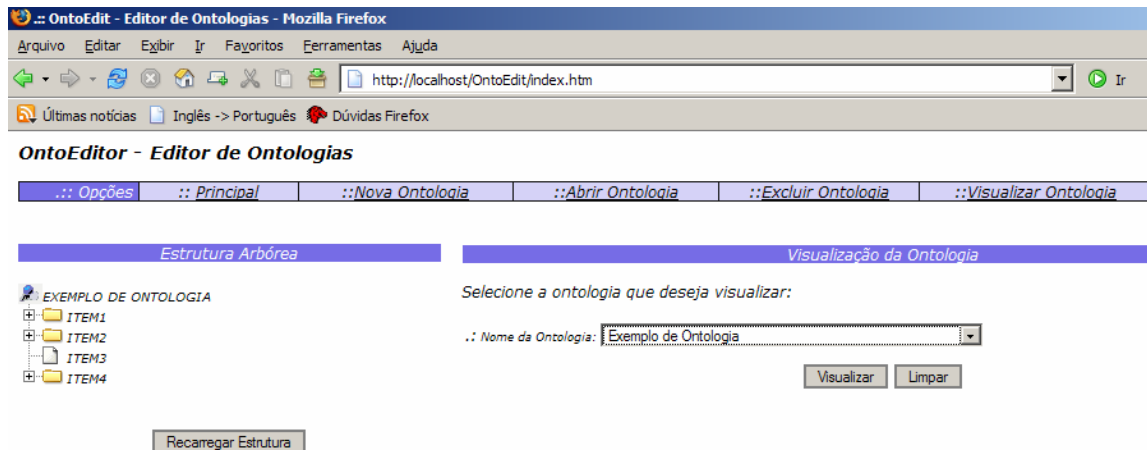 .:: OntoEdit - Editor de Ontologias - Mozilla Firefox
Arquivo Editar Exibir Ir Favoritos Ferramentas Ajuda
http://localhost/OntoEdit/index.htm Ir
Últimas notícias Inglês -> Português Dúvidas Firefox
OntoEditor - Editor de Ontologias
.:: Opções :: Principal ::Nova Ontologia ::Abrir Ontologia ::Excluir Ontologia ::Visualizar Ontologia
Estrutura Arbórea
EXEMPLO DE ONTOLOGIA
ITEM1
ITEM2
ITEM3
ITEM4
Recarregar Estrutura
Visualização da Ontologia
Selecione a ontologia que deseja visualizar:
.: Nome da Ontologia: Exemplo de Ontologia
Visualizar Limpar